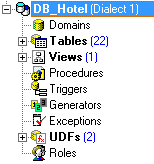 DB_Hotel (Dialect 1)
Domains
Tables (22)
Views (1)
Procedures
Triggers
Generators
Exceptions
UDFs (2)
Roles